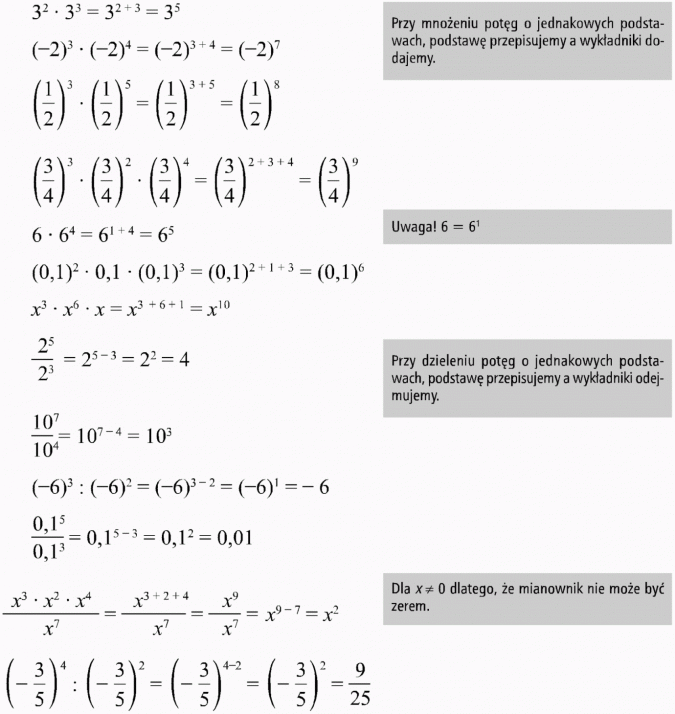 3² · 3³ = 3²⁺³ = 3⁵
Przy mnożeniu potęg o jednakowych podsta-
wach, podstawę przepisujemy a wykładniki do-
dajemy.
(−2)³ · (−2)⁴ = (−2)³⁺⁴ = (−2)⁷
(1/2)³ · (1/2)⁵ = (1/2)³⁺⁵ = (1/2)⁸
(3/4)³ · (3/4)² · (3/4)⁴ = (3/4)²⁺³⁺⁴ = (3/4)⁹
6 · 6⁴ = 6¹⁺⁴ = 6⁵
Uwaga! 6 = 6¹
(0,1)² · 0,1 · (0,1)³ = (0,1)²⁺¹⁺³ = (0,1)⁶
x³ · x⁶ · x = x³⁺⁶⁺¹ = x¹⁰
2⁵/2³ = 2⁵⁻³ = 2² = 4
Przy dzieleniu potęg o jednakowych podsta-
wach, podstawę przepisujemy a wykładniki odej-
mujemy.
10⁷/10⁴ = 10⁷⁻⁴ = 10³
(−6)³ : (−6)² = (−6)³⁻² = (−6)¹ = − 6
0,1⁵/0,1³ = 0,1⁵⁻³ = 0,1² = 0,01
x³ · x² · x⁴/x⁷ = x³⁺²⁺⁴/x⁷ = x⁹/x⁷ = x⁹⁻⁷ = x²
Dla x ≠ 0 dlatego, że mianownik nie może być
zerem.
(−3/5)⁴ : (−3/5)² = (−3/5)⁴⁻² = (−3/5)² = 9/25